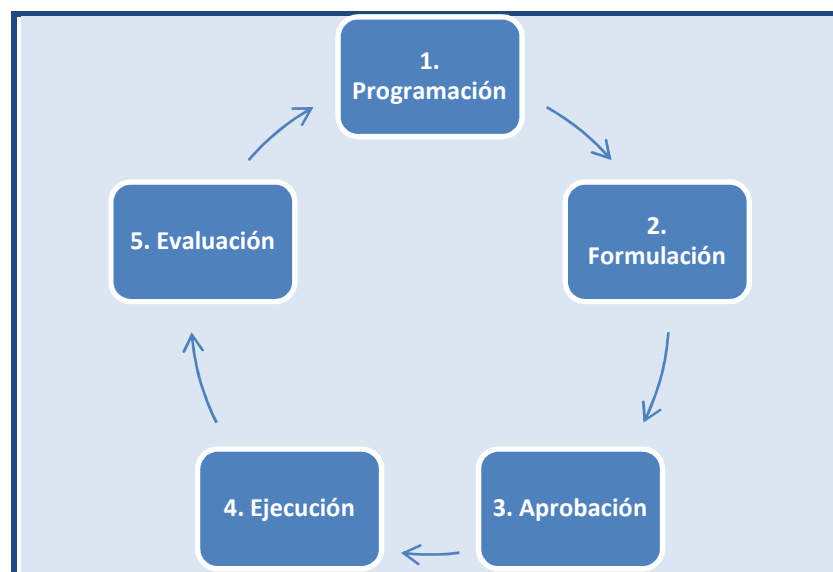 1.
Programación
2.
Formulación
3. Aprobación
4. Ejecución
5. Evaluación